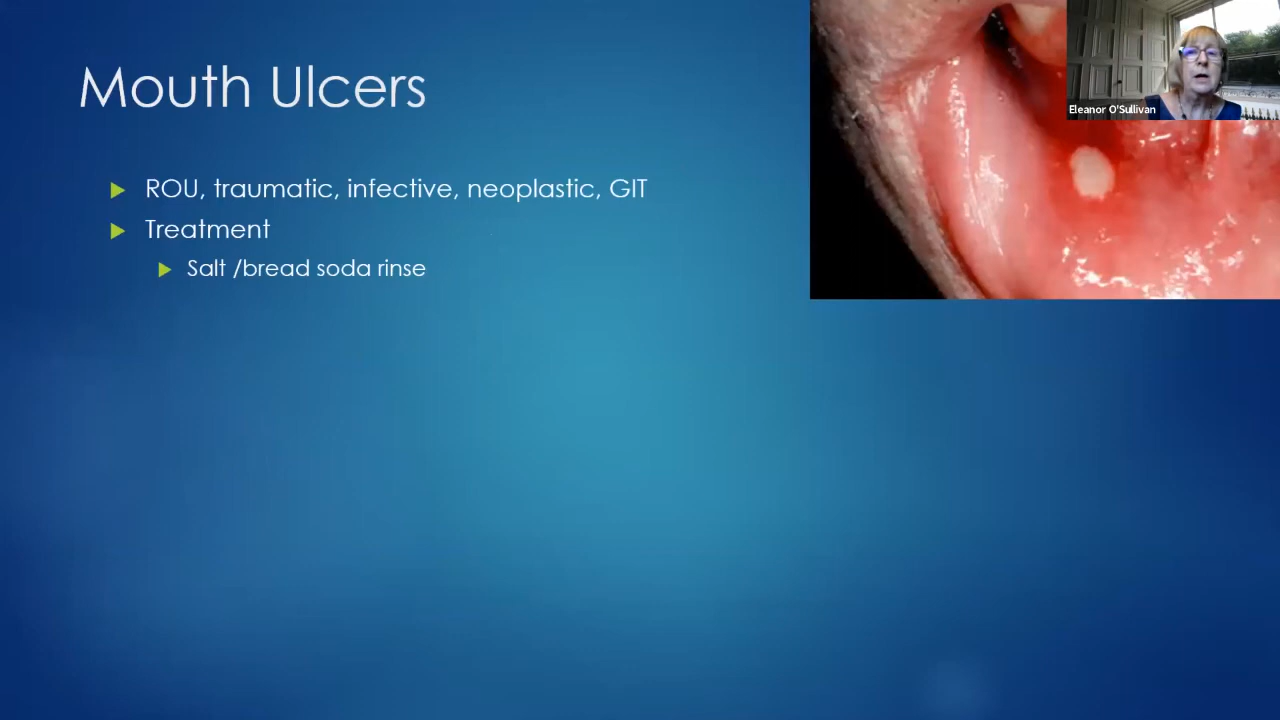 Mouth Ulcers
ROU, traumatic, infective, neoplastic, GIT
Treatment
Salt /bread soda rinse
Eleanor O'Sullivan